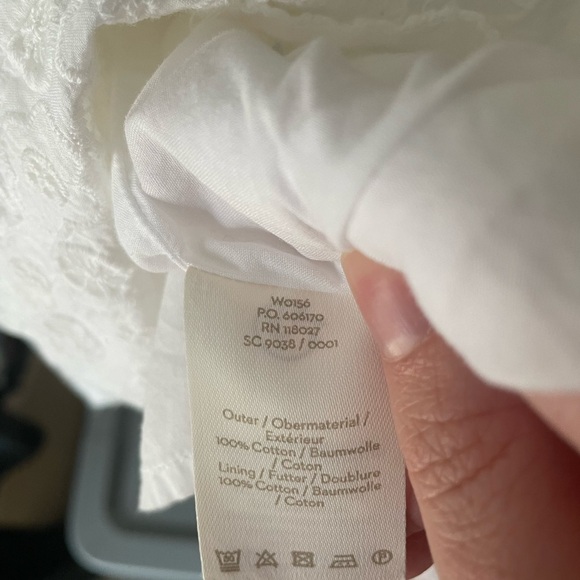 W0156
P.O. 606170
RN 118027
SC 9038 / 0001
Outer / Obermaterial /
Extérieur
100% Cotton / Baumwolle
/ Coton
Lining / Futter / Doublure
100% Cotton / Baumwolle
/ Coton